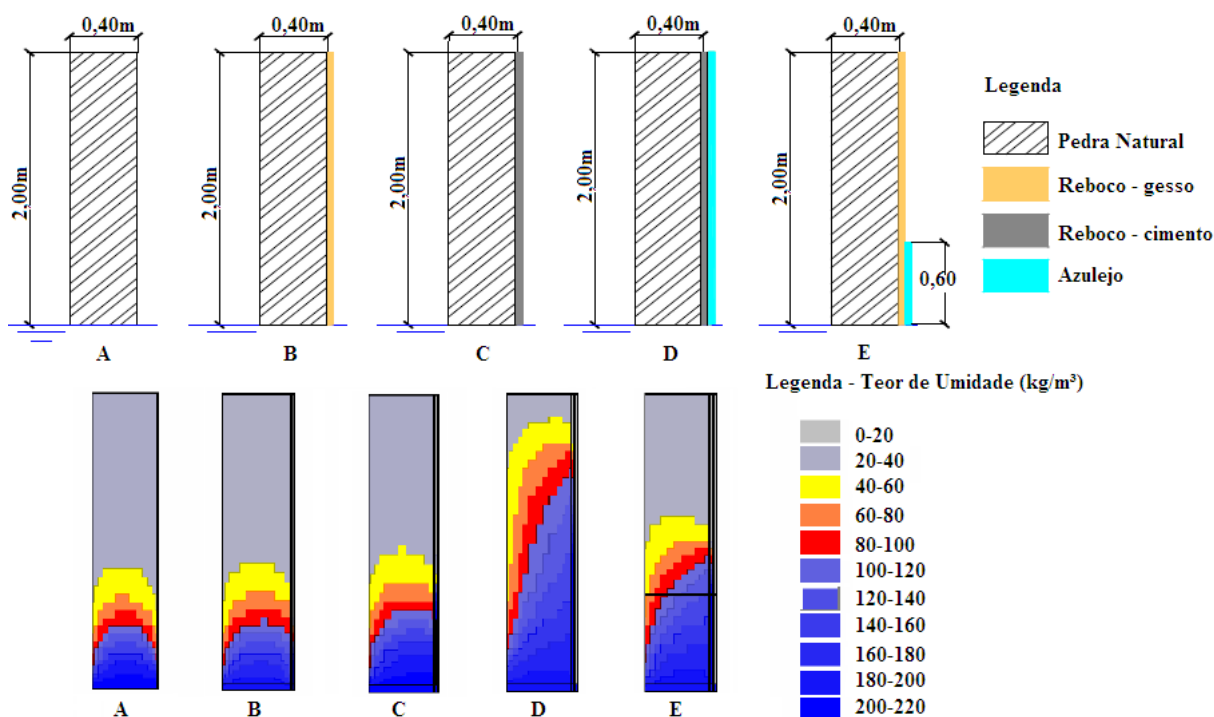 0,40m
0,40m
0,40m
0,40m
0,40m
2,00m
2,00m
2,00m
2,00m
2,00m
0,60
A
B
C
D
E
Legenda
Pedra Natural
Reboco - gesso
Reboco - cimento
Azulejo
Legenda - Teor de Umidade (kg/m³)
0-20
20-40
40-60
60-80
80-100
100-120
120-140
140-160
160-180
180-200
200-220
A
B
C
D
E